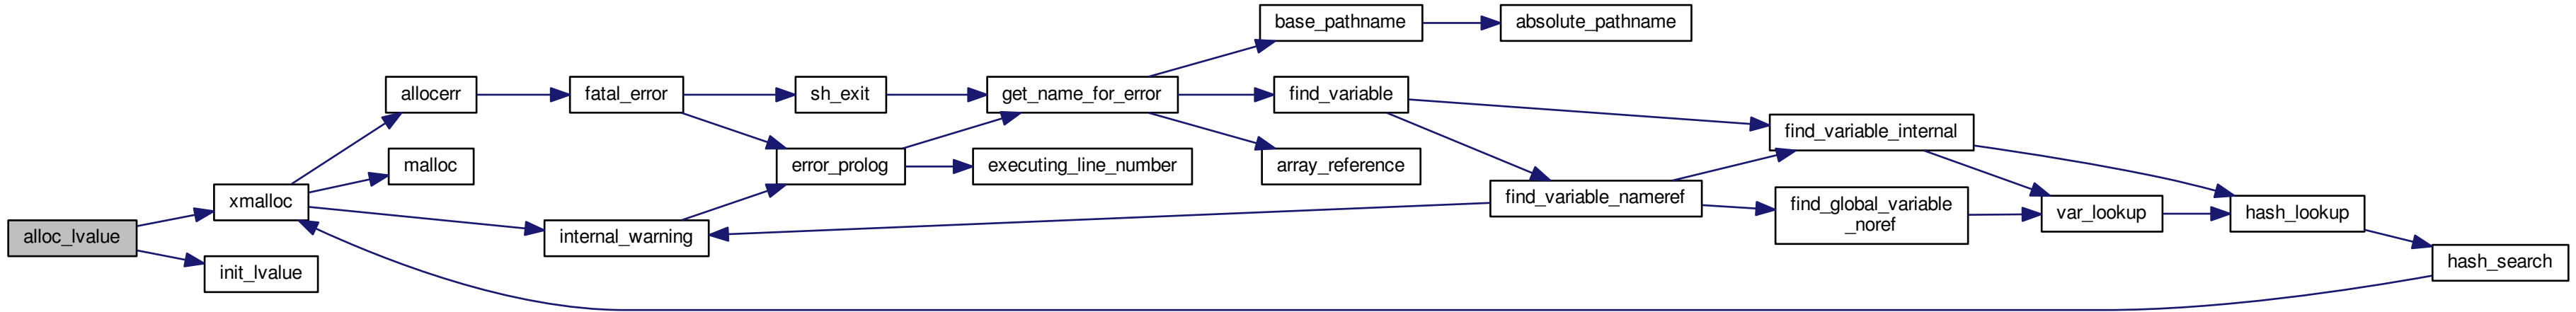 base_pathname
absolute_pathname
allocerr
fatal_error
sh_exit
get_name_for_error
find_variable
find_variable_internal
malloc
error_prolog
executing_line_number
array_reference
xmalloc
find_variable_nameref
find_global_variable
_noref
var_lookup
hash_lookup
alloc_lvalue
internal_warning
init_lvalue
hash_search